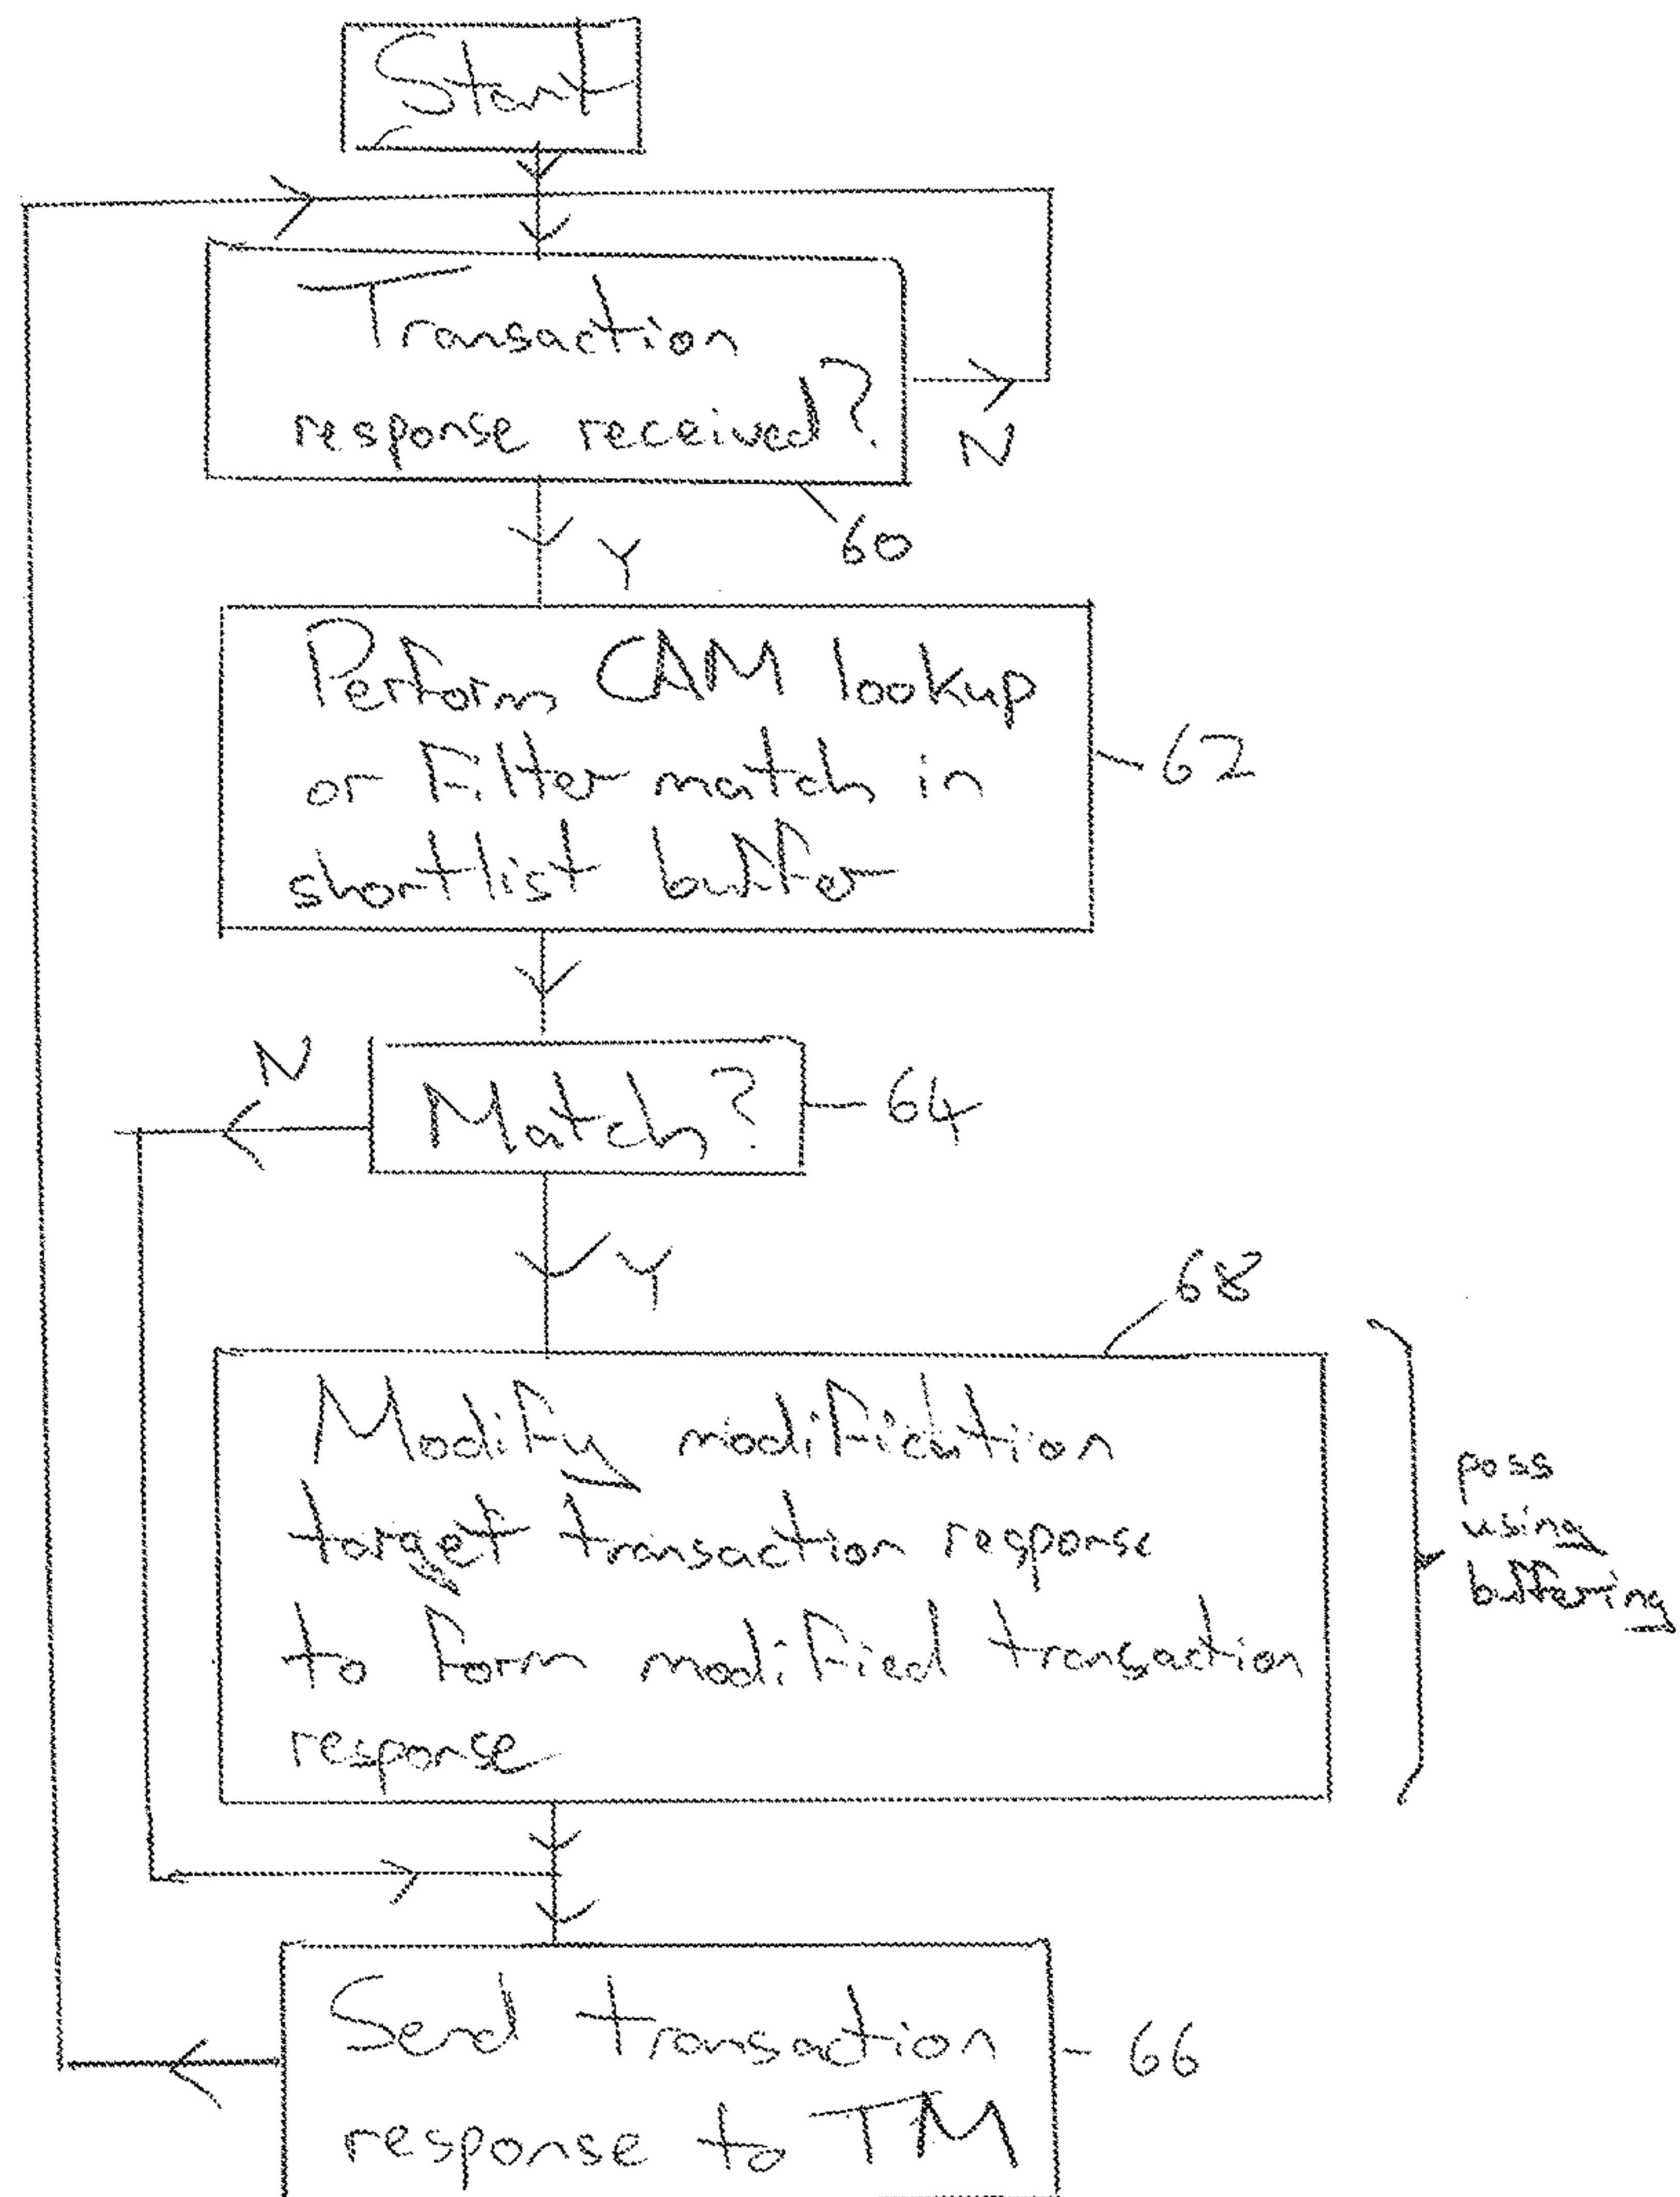 Start
Transaction
response received?
N
60
Y
Perform CAM lookup
or Filter match in
shortlist buffer
62
N
Match?
64
Y
68
Modify modification
target transaction response
to form modified transaction
response
poss
using
buffering
Send transaction
response to TM
66